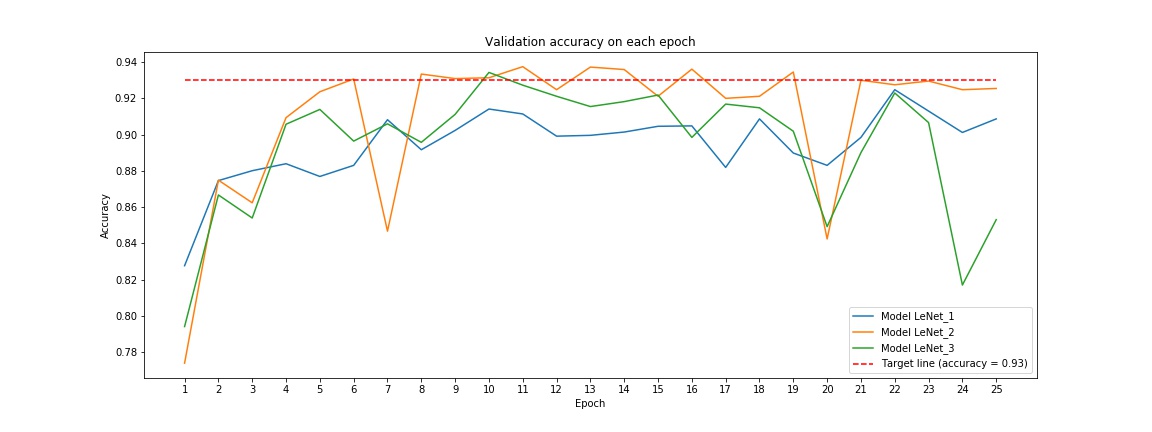 Validation accuracy on each epoch
Accuracy
0.94
0.92
0.90
0.88
0.86
0.84
0.82
0.80
0.78
Model LeNet_1
Model LeNet_2
Model LeNet_3
Target line (accuracy = 0.93)
1 2 3 4 5 6 7 8 9 10 11 12 13 14 15 16 17 18 19 20 21 22 23 24 25
Epoch